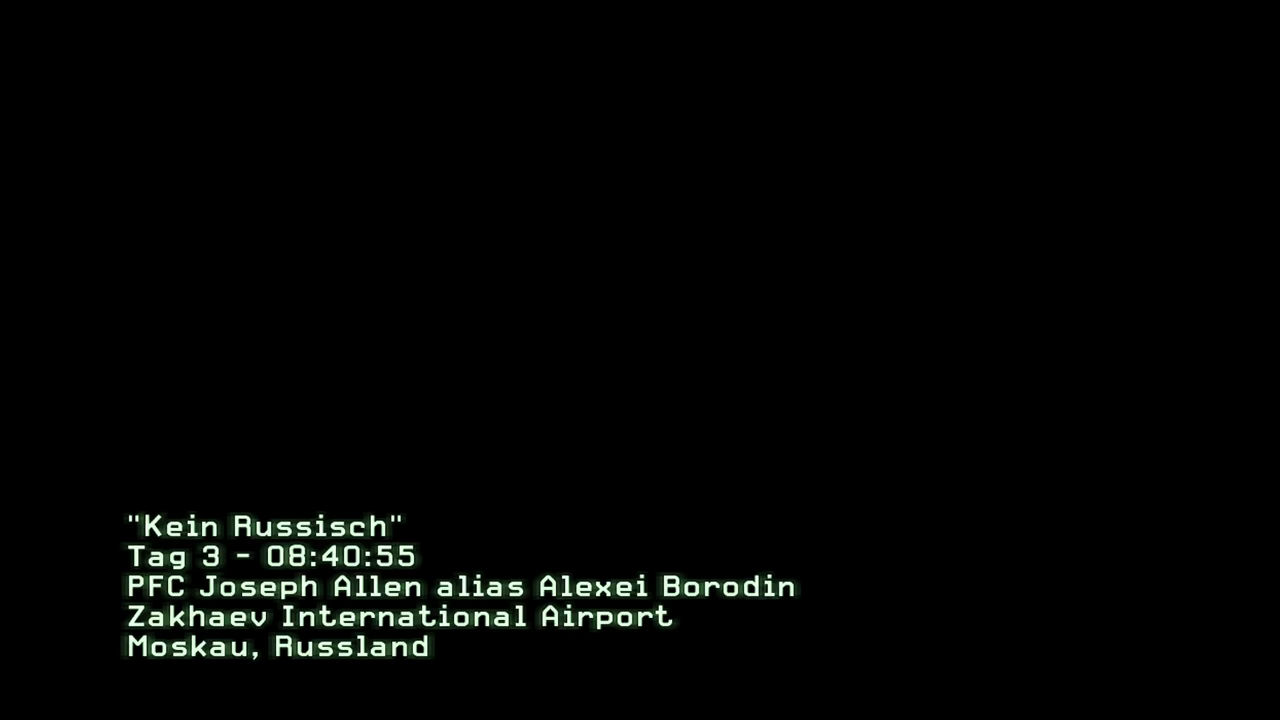 "Kein Russisch"
Tag 3 - 08:40:55
PFC Joseph Allen alias Alexei Borodin
Zakhaev International Airport
Moskau, Russland